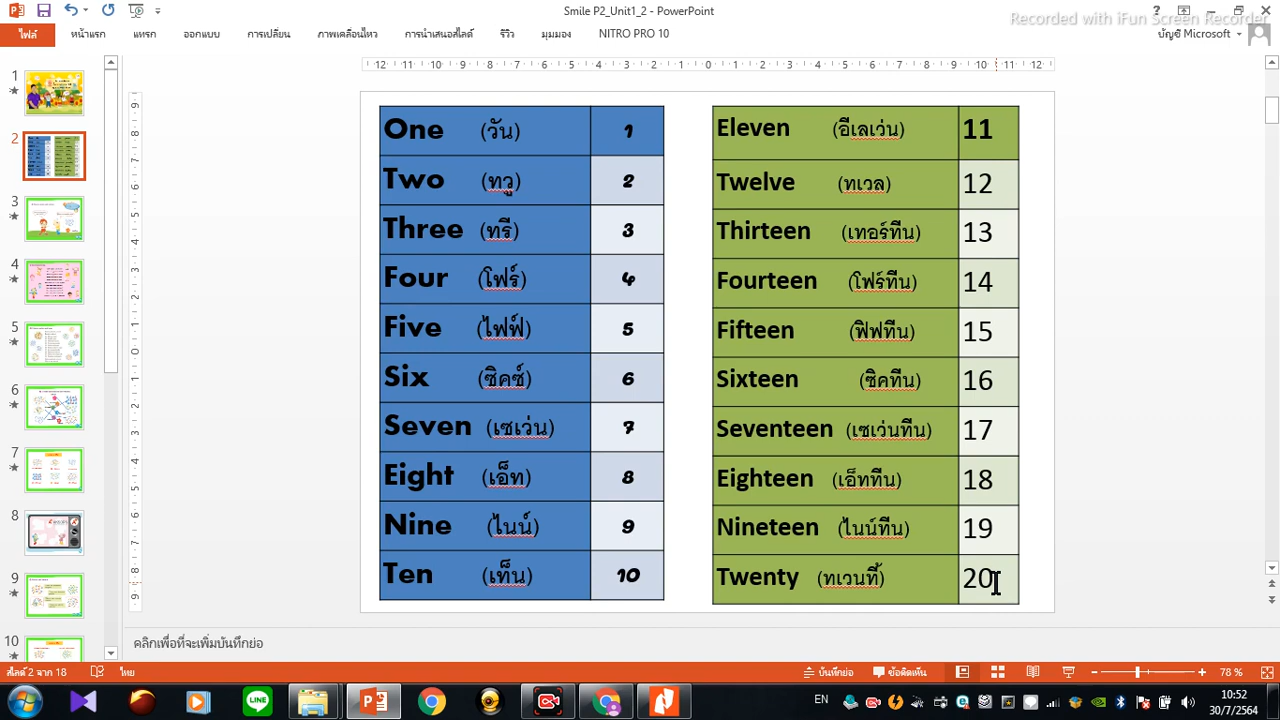 Smile P2_Unit1_2 - PowerPoint
Recorded with iFun Screen Recorder
ไฟล์ หน้าแรก แทรก ออกแบบ การเปลี่ยน ภาพเคลื่อนไหว การนำเสนอสไลด์ รีวิว มุมมอง NITRO PRO 10 บัญชี Microsoft
One (วัน) 1
Two (ทวู) 2
Three (ทรี) 3
Four (โฟร์) 4
Five (ไฟฟ์) 5
Six (ซิคซ์) 6
Seven (เซเว่น) 7
Eight (เอ็ท) 8
Nine (ไนน์) 9
Ten (เท็น) 10
Eleven (อีเลเว่น) 11
Twelve (ทเวล) 12
Thirteen (เทอร์ทีน) 13
Fourteen (โฟร์ทีน) 14
Fifteen (ฟิฟทีน) 15
Sixteen (ซิคทีน) 16
Seventeen (เซเว่นทีน) 17
Eighteen (เอ็ททีน) 18
Nineteen (ไนน์ทีน) 19
Twenty (ทเวนที้) 20
1
2
3
4
5
6
7
8
9
10
คลิกเพื่อที่จะเพิ่มบันทึกย่อ
สไลด์ 2 จาก 18 ไทย บันทึกย่อ ข้อคิดเห็น 78 %
LINE EN 10:52
30/7/2564